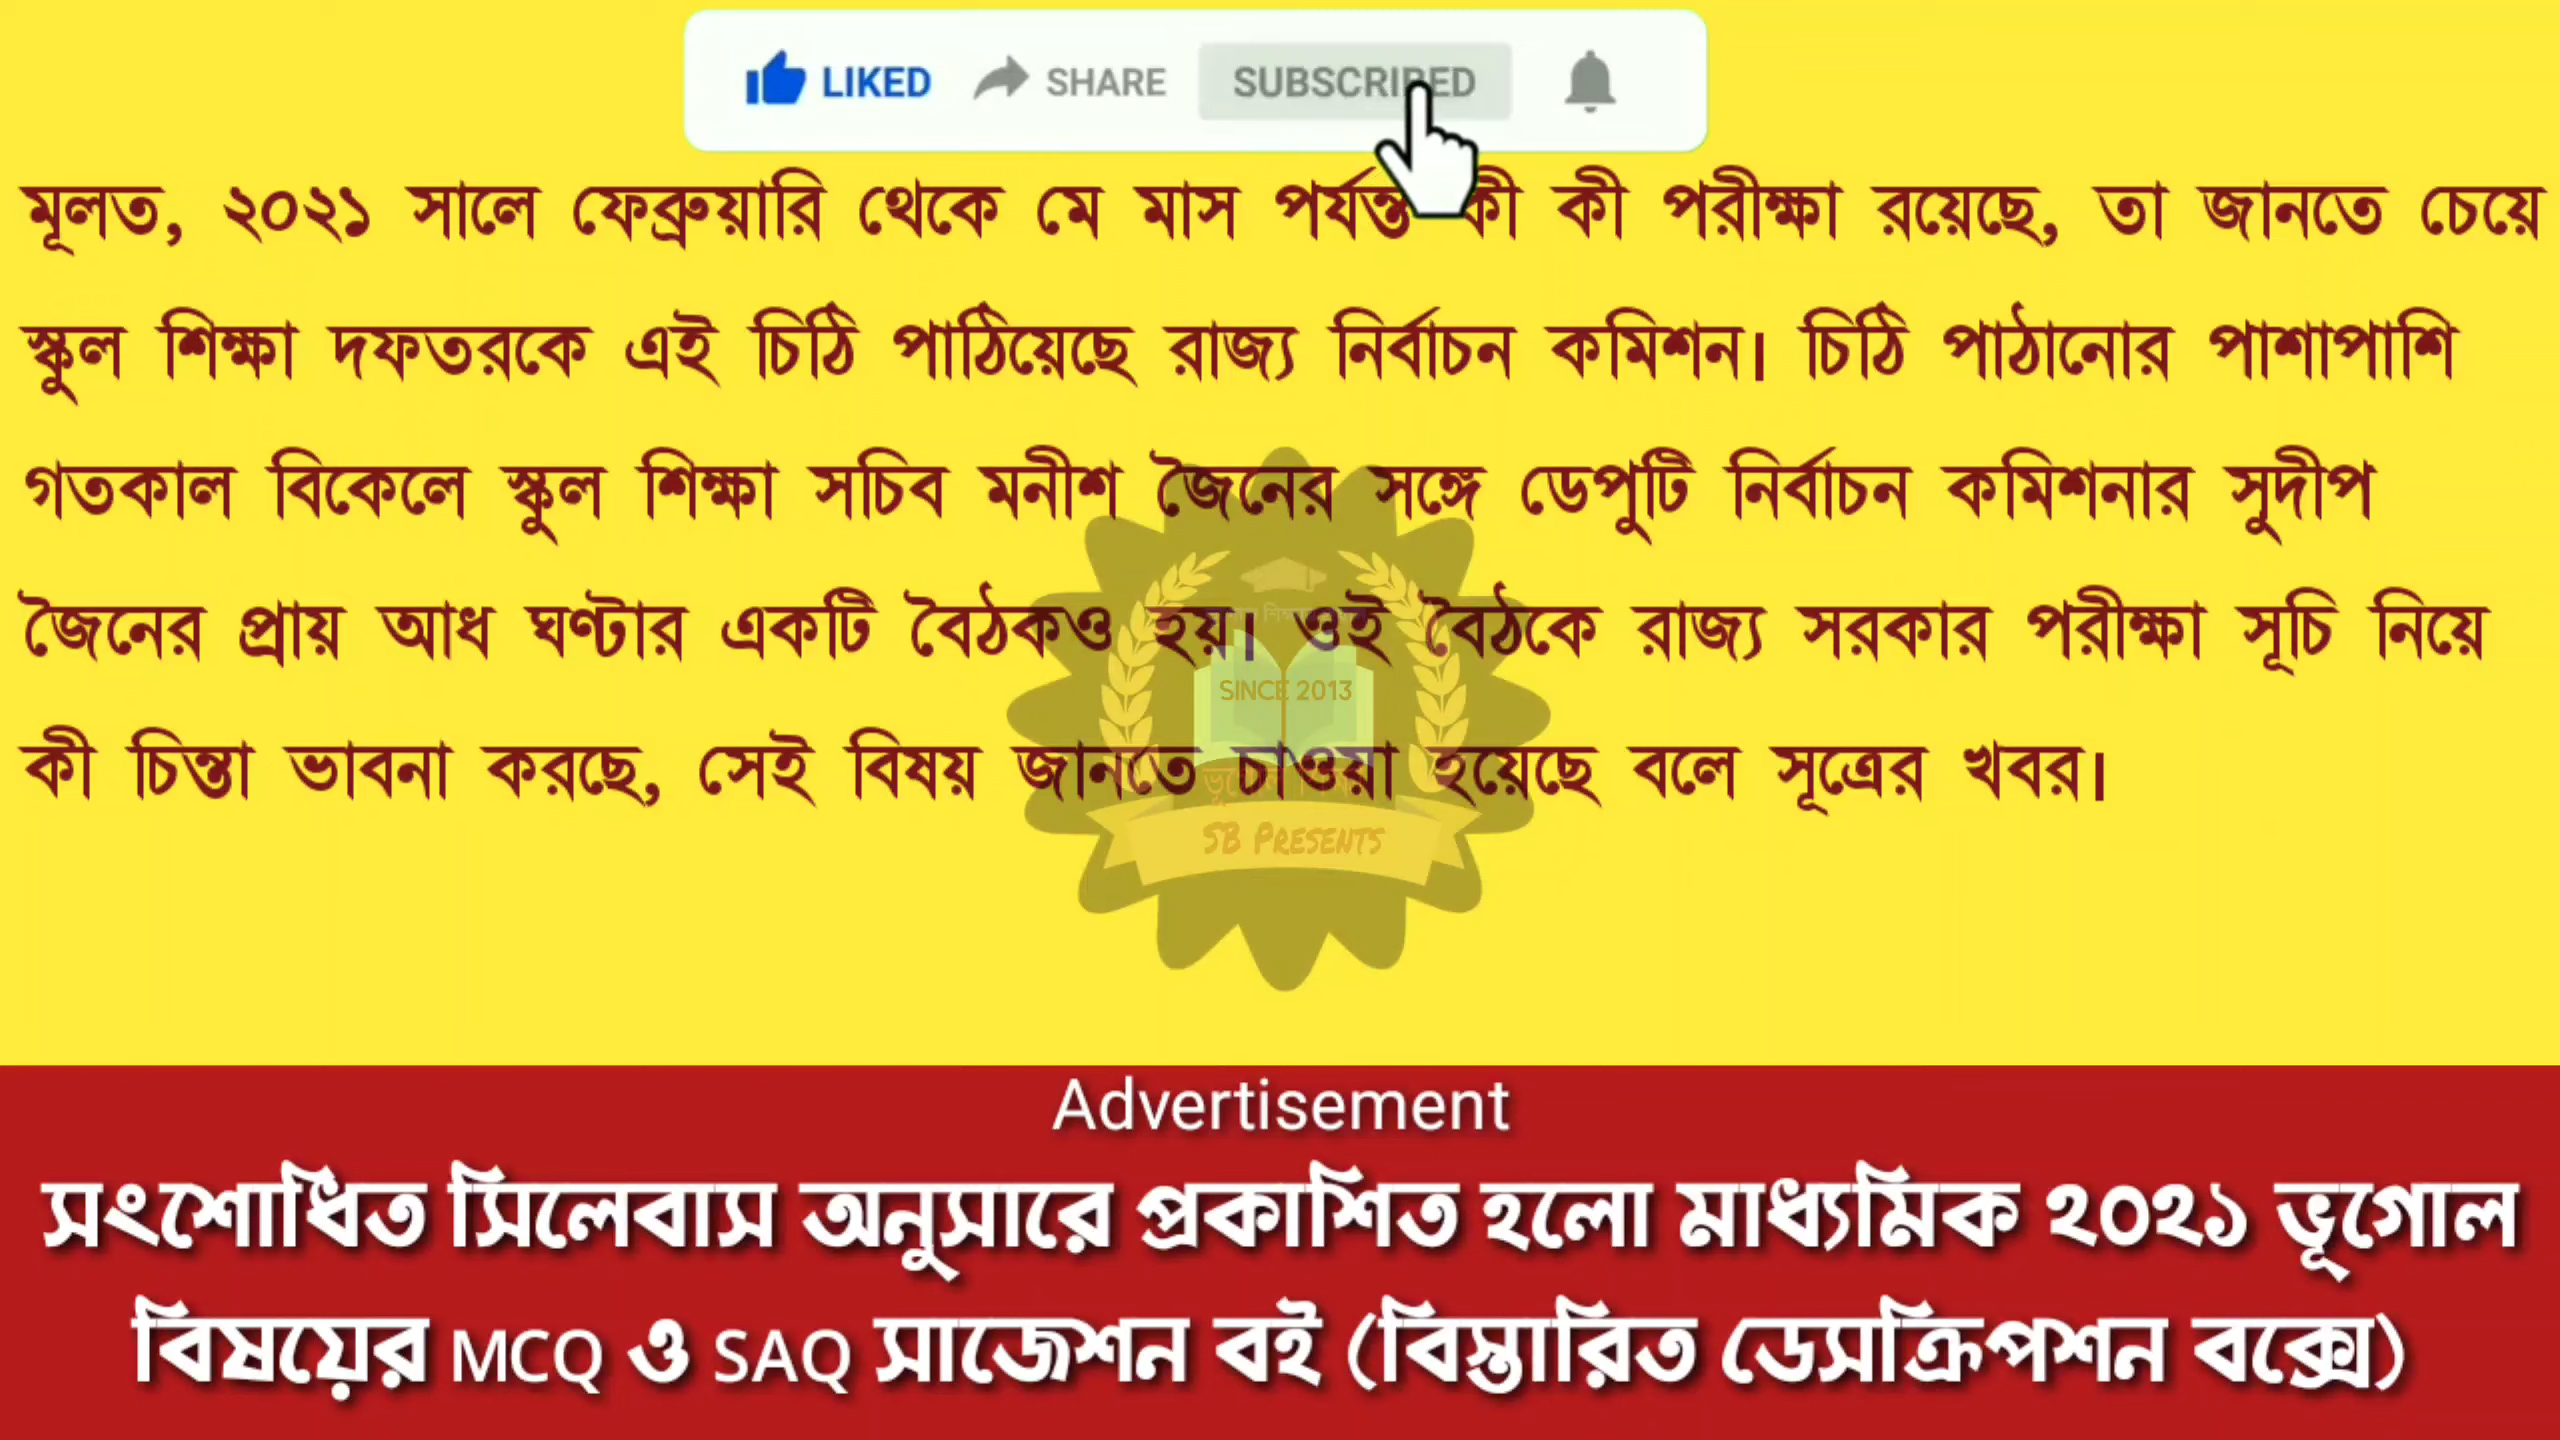 LIKED SHARE SUBSCRIBED
মূলত, ২০২১ সালে ফেব্রুয়ারি থেকে মে মাস পর্যন্ত কী কী পরীক্ষা রয়েছে, তা জানতে চেয়ে
স্কুল শিক্ষা দফতরকে এই চিঠি পাঠিয়েছে রাজ্য নির্বাচন কমিশন। চিঠি পাঠানোর পাশাপাশি
গতকাল বিকেলে স্কুল শিক্ষা সচিব মনীশ জৈনের সঙ্গে ডেপুটি নির্বাচন কমিশনার সুদীপ
জৈনের প্রায় আধ ঘণ্টার একটি বৈঠকও হয়। ওই বৈঠকে রাজ্য সরকার পরীক্ষা সূচি নিয়ে
SINCE 2013
কী চিন্তা ভাবনা করছে, সেই বিষয় জানতে চাওয়া হয়েছে বলে সূত্রের খবর।
SB PRESENTS
Advertisement
সংশোধিত সিলেবাস অনুসারে প্রকাশিত হলো মাধ্যমিক ২০২১ ভূগোল
বিষয়ের MCQ ও SAQ সাজেশন বই (বিস্তারিত ডেসক্রিপশন বক্সে)